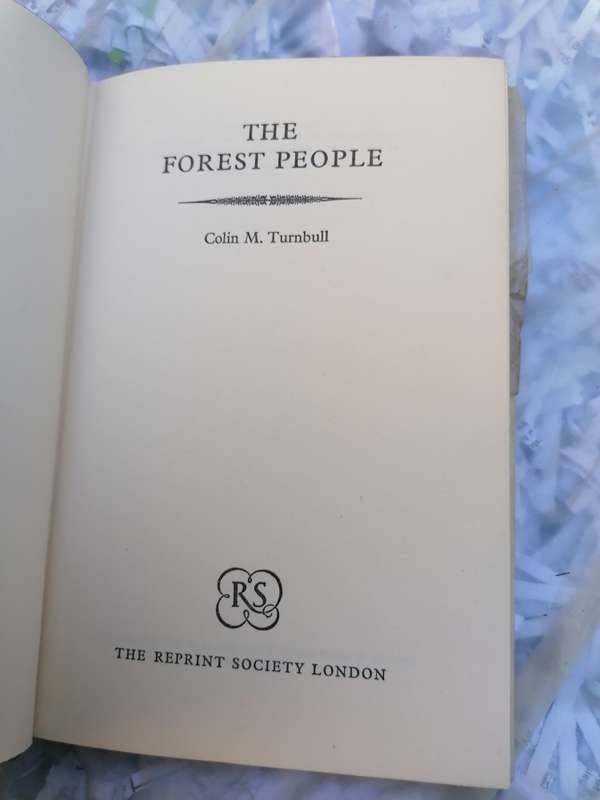 THE
FOREST PEOPLE
Colin M. Turnbull
RS
THE REPRINT SOCIETY LONDON